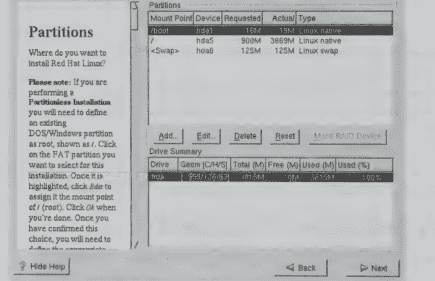 Partitions
Where do you want to
install Red Hat Linux?
Please note: If you are
performing a
Partitionless Installation
you will need to define
an existing
DOS/Windows partition
as root, shown as /. Click
on the FAT partition you
want to select for this
installation. Once it is
highlighted, click Edit to
assign it the mount point
of / (root). Click Ok when
you're done. Once you
have confirmed this
choice, you will need to
define the appropriate
Partitions
Mount Point Device Requested Actual Type
/boot hda1 16M 19M Linux native
/ hda5 900M 3669M Linux native
<Swap> hda6 125M 125M Linux swap
Add... Edit... Delete Reset Make RAID Device
Drive Summary
Drive Geom [C/H/S] Total (M) Free (M) Used (M) Used (%)
hda
Hide Help
Back
Next